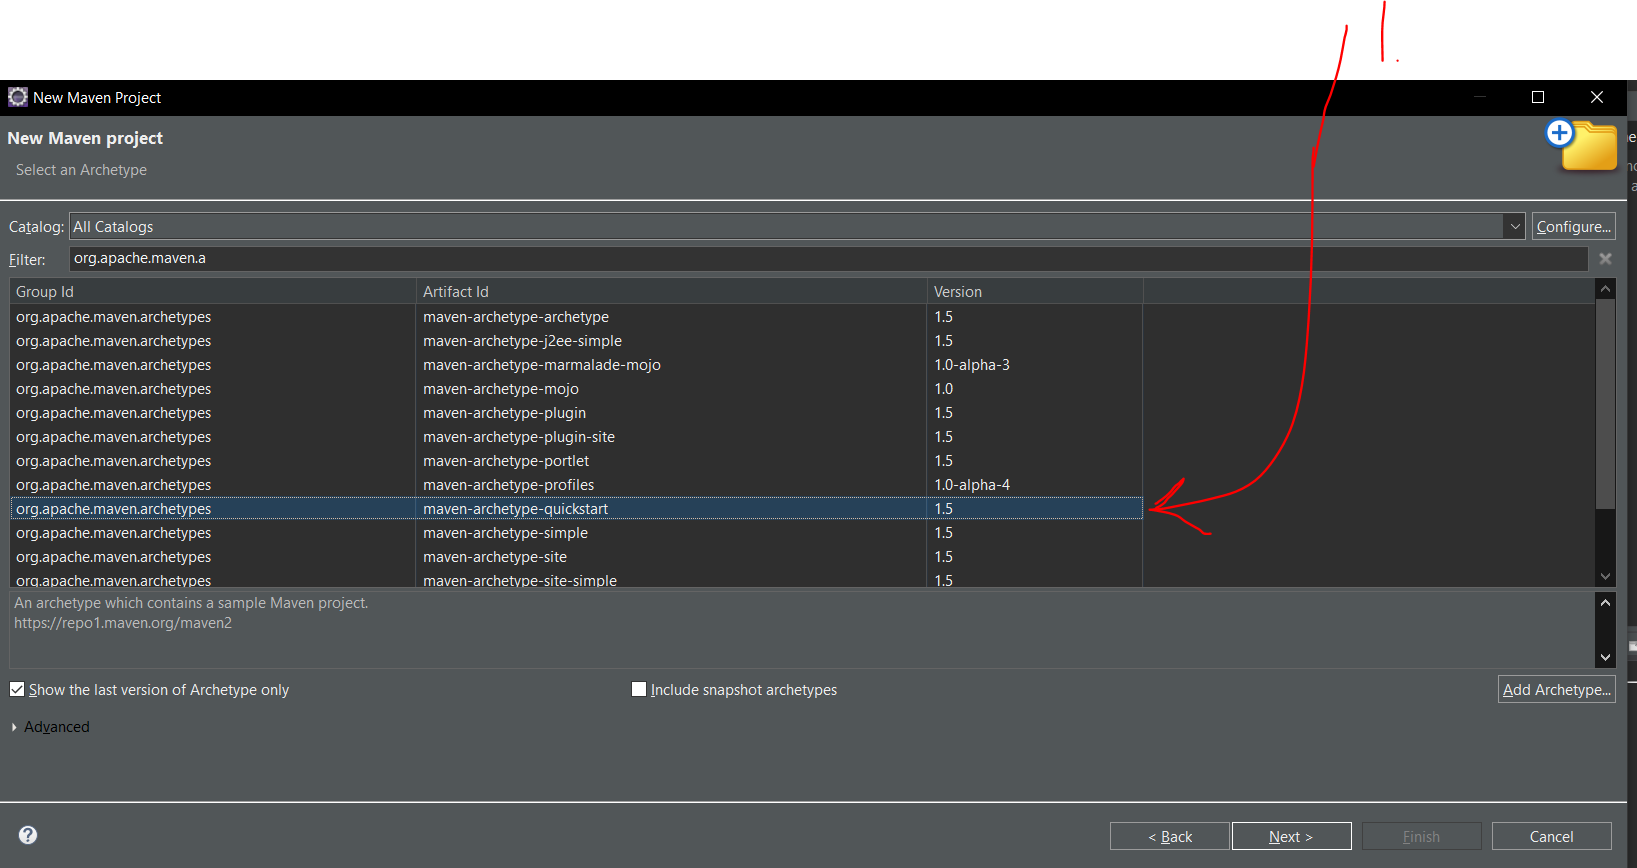 1.
New Maven Project
New Maven project
Select an Archetype
Catalog: All Catalogs Configure...
Filter: org.apache.maven.a
Group Id Artifact Id Version
org.apache.maven.archetypes maven-archetype-archetype 1.5
org.apache.maven.archetypes maven-archetype-j2ee-simple 1.5
org.apache.maven.archetypes maven-archetype-marmalade-mojo 1.0-alpha-3
org.apache.maven.archetypes maven-archetype-mojo 1.0
org.apache.maven.archetypes maven-archetype-plugin 1.5
org.apache.maven.archetypes maven-archetype-plugin-site 1.5
org.apache.maven.archetypes maven-archetype-portlet 1.5
org.apache.maven.archetypes maven-archetype-profiles 1.0-alpha-4
org.apache.maven.archetypes maven-archetype-quickstart 1.5
org.apache.maven.archetypes maven-archetype-simple 1.5
org.apache.maven.archetypes maven-archetype-site 1.5
org.apache.maven.archetypes maven-archetype-site-simple 1.5
An archetype which contains a sample Maven project.
https://repo1.maven.org/maven2
Show the last version of Archetype only Include snapshot archetypes Add Archetype...
Advanced
< Back Next > Finish Cancel